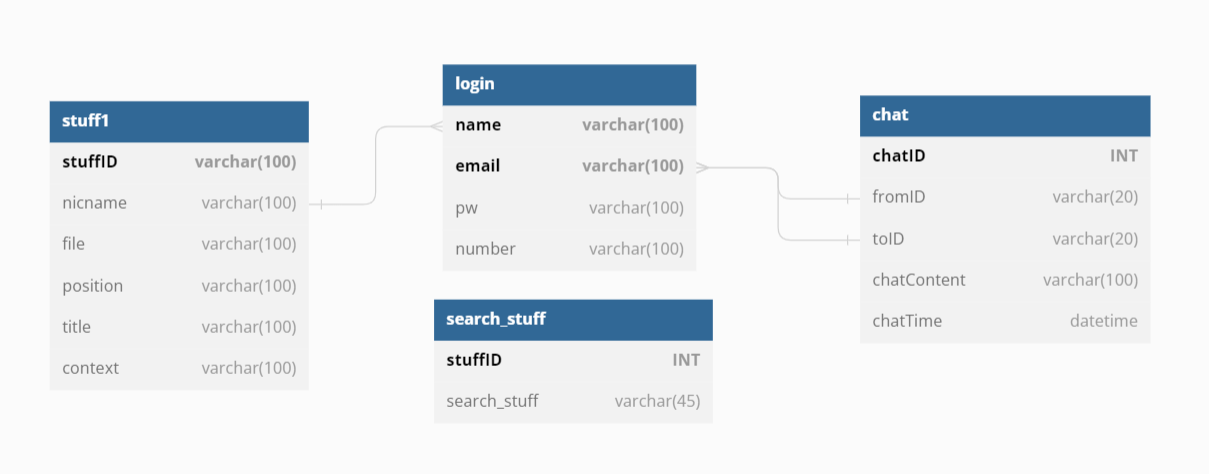 stuff1
stuffID varchar(100)
nicname varchar(100)
file varchar(100)
position varchar(100)
title varchar(100)
context varchar(100)
login
name varchar(100)
email varchar(100)
pw varchar(100)
number varchar(100)
search_stuff
stuffID INT
search_stuff varchar(45)
chat
chatID INT
fromID varchar(20)
toID varchar(20)
chatContent varchar(100)
chatTime datetime